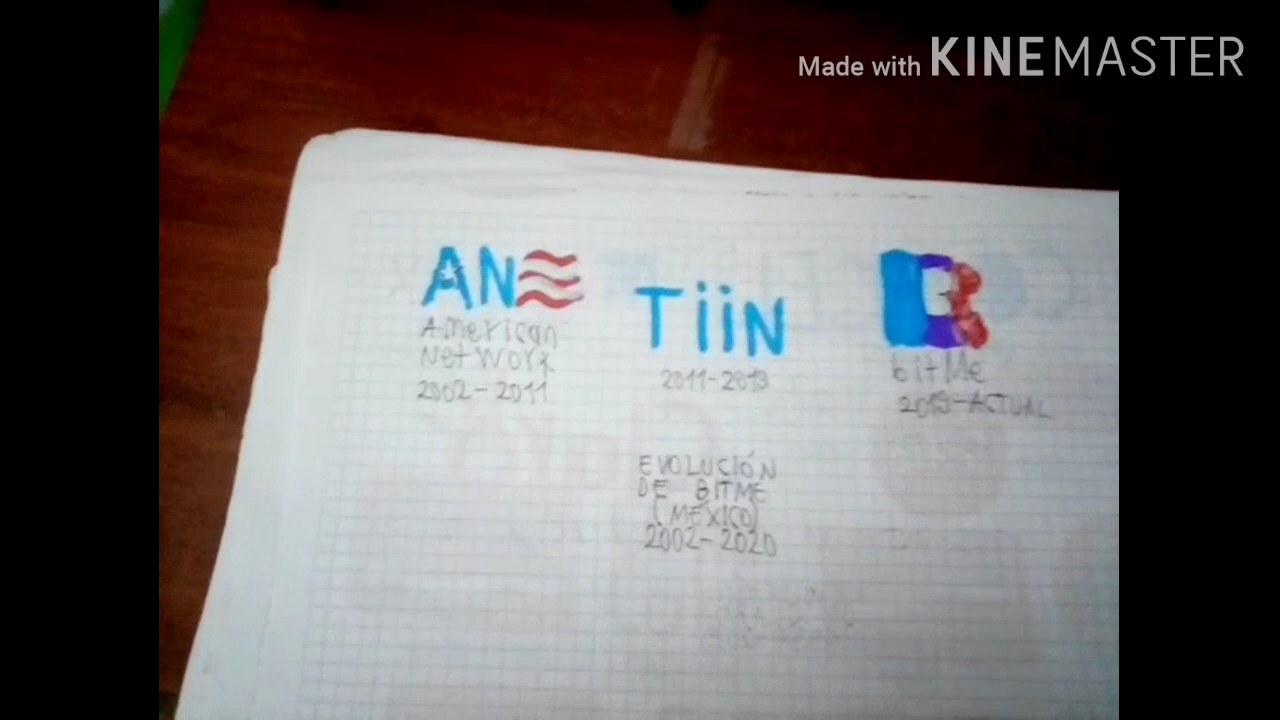 Made with KINEMASTER
AN
American
Network
2002-2011
TiiN
2011-2019
bitMe
2019-ACTUAL
EVOLUCIÓN
DE BITME
(MÉXICO)
2002-2020